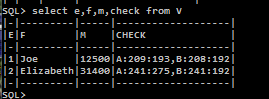 SQL> select e,f,m,check from V
|-|---------|-----|-------------------|
|E|F        |M    |CHECK              |
|-|---------|-----|-------------------|
|1|Joe      |12500|A:209:193,B:208:192|
|2|Elizabeth|31400|A:241:275,B:241:192|
|-|---------|-----|-------------------|
SQL>